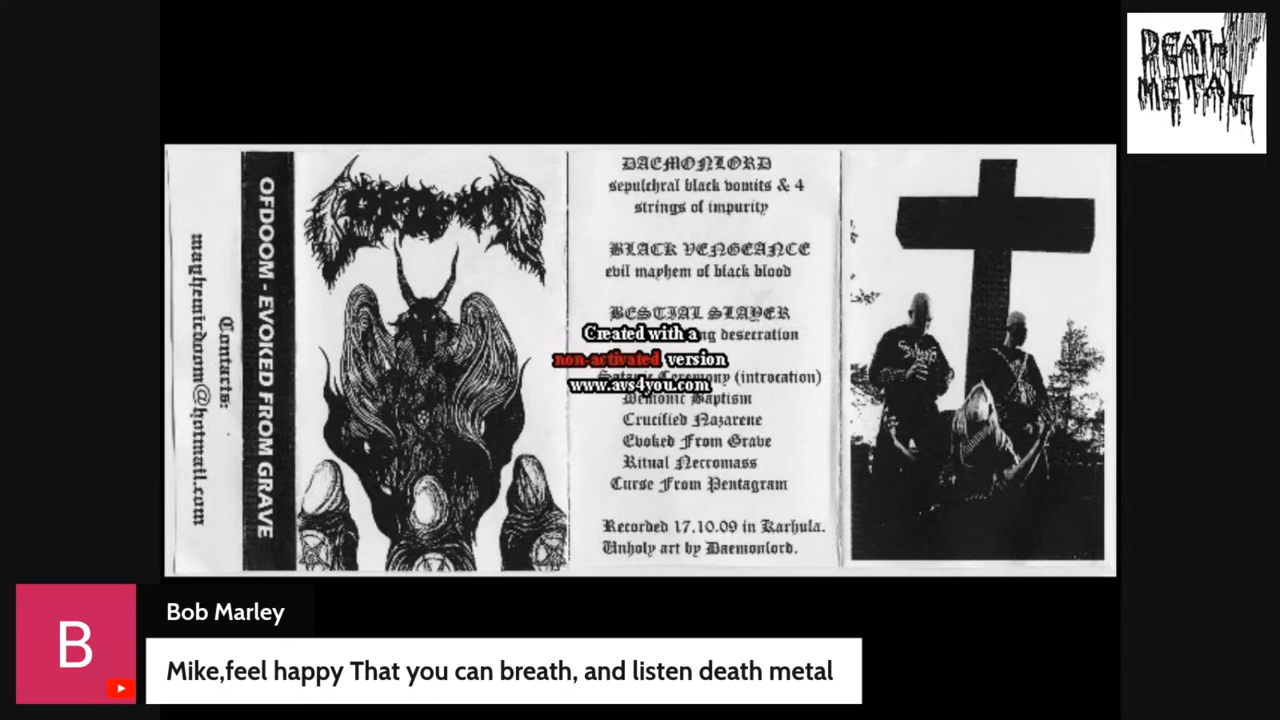 DEATH
METAL
Contacts:
mayhemicdoom@hotmail.com
OFDOOM - EVOKED FROM GRAVE
OFDOOM
DAEMONLORD
sepulchral black vomits & 4
strings of impurity
BLACK VENGEANCE
evil mayhem of black blood
BESTIAL SLAYER
desecration
Satanic Ceremony (introcation)
Demonic Baptism
Crucified Nazarene
Evoked From Grave
Ritual Necromass
Curse From Pentagram
Recorded 17.10.09 in Karhula.
Unholy art by Daemonlord.
Created with a
non-activated version
www.avs4you.com
B
Bob Marley
Mike,feel happy That you can breath, and listen death metal